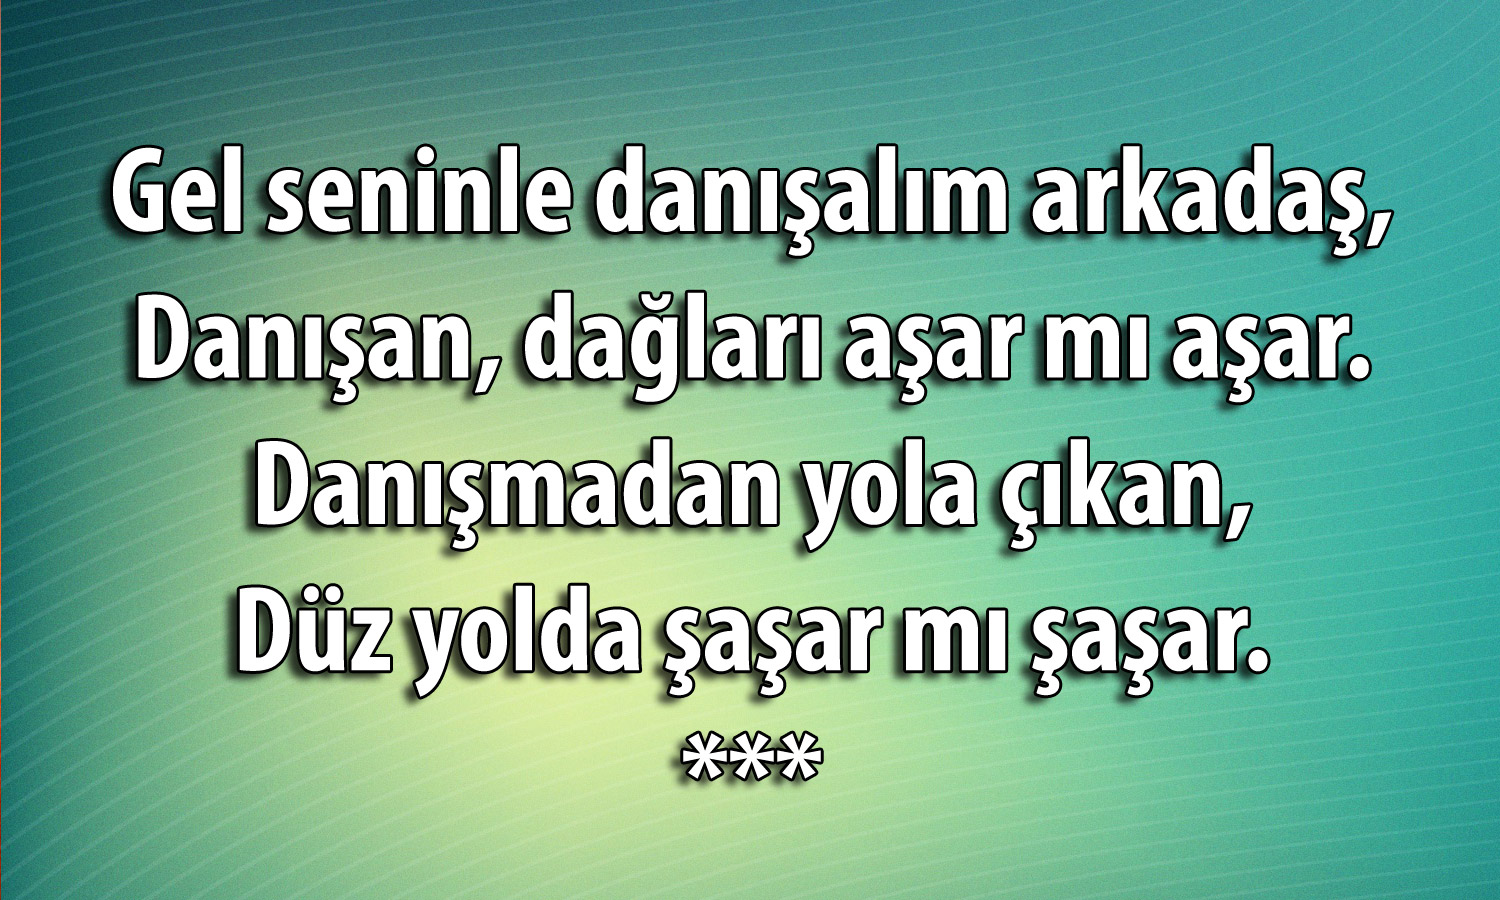 Gel seninle danışalım arkadaş,
Danışan, dağları aşar mı aşar.
Danışmadan yola çıkan,
Düz yolda şaşar mı şaşar.
***